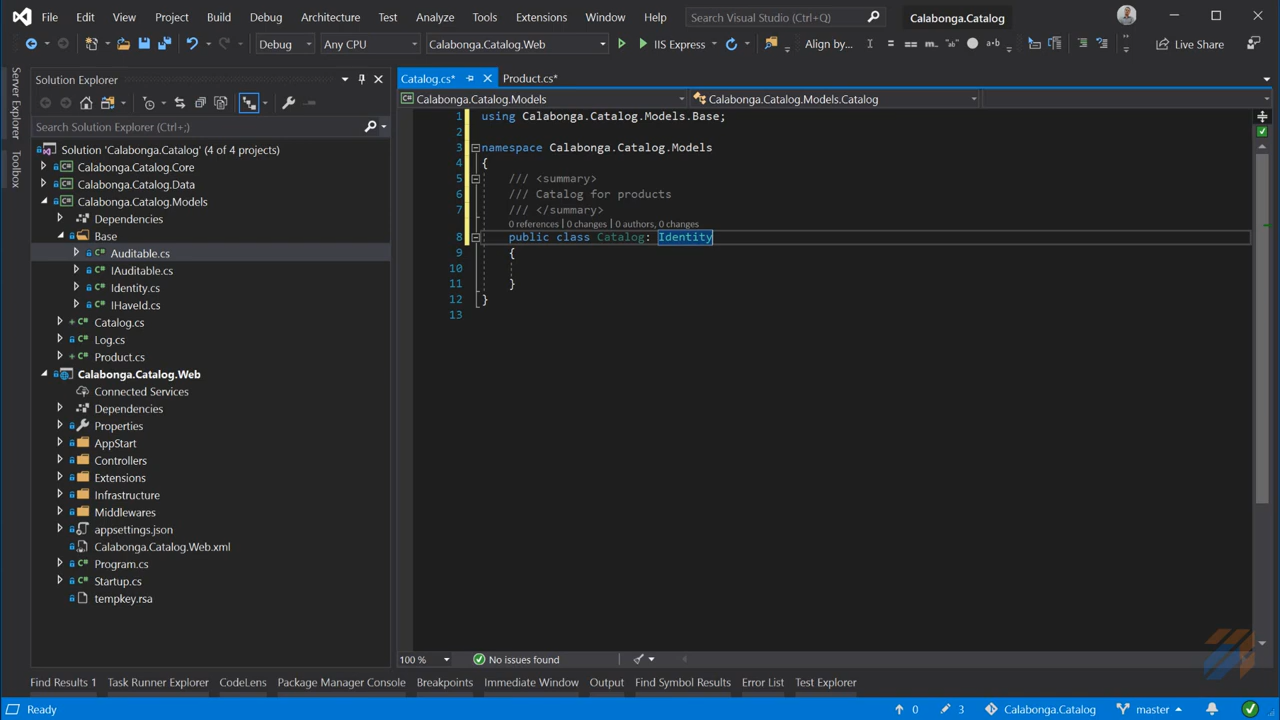 File Edit View Project Build Debug Architecture Test Analyze Tools Extensions Window Help Search Visual Studio (Ctrl+Q) Calabonga.Catalog
Debug Any CPU Calabonga.Catalog.Web IIS Express Align by... Live Share
Server Explorer
Toolbox
Solution Explorer
Search Solution Explorer (Ctrl+;)
Solution 'Calabonga.Catalog' (4 of 4 projects)
Calabonga.Catalog.Core
Calabonga.Catalog.Data
Calabonga.Catalog.Models
Dependencies
Base
Auditable.cs
IAuditable.cs
Identity.cs
IHaveId.cs
Catalog.cs
Log.cs
Product.cs
Calabonga.Catalog.Web
Connected Services
Dependencies
Properties
AppStart
Controllers
Extensions
Infrastructure
Middlewares
appsettings.json
Calabonga.Catalog.Web.xml
Program.cs
Startup.cs
tempkey.rsa
Catalog.cs* Product.cs*
Calabonga.Catalog.Models Calabonga.Catalog.Models.Catalog
1 using Calabonga.Catalog.Models.Base;
2
3 namespace Calabonga.Catalog.Models
4 {
5 /// <summary>
6 /// Catalog for products
7 /// </summary>
0 references | 0 changes | 0 authors, 0 changes
8 public class Catalog: Identity
9 {
10
11 }
12 }
13
100 % No issues found
Find Results 1 Task Runner Explorer CodeLens Package Manager Console Breakpoints Immediate Window Output Find Symbol Results Error List Test Explorer
Ready 0 3 Calabonga.Catalog master